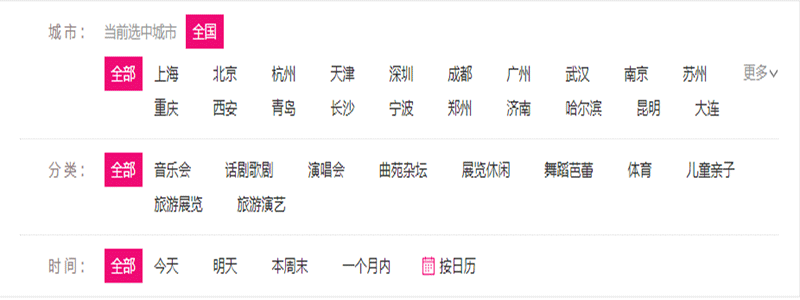 城市： 当前选中城市 全国
全部 上海 北京 杭州 天津 深圳 成都 广州 武汉 南京 苏州 更多
重庆 西安 青岛 长沙 宁波 郑州 济南 哈尔滨 昆明 大连
分类： 全部 音乐会 话剧歌剧 演唱会 曲苑杂坛 展览休闲 舞蹈芭蕾 体育 儿童亲子
旅游展览 旅游演艺
时间： 全部 今天 明天 本周末 一个月内 按日历